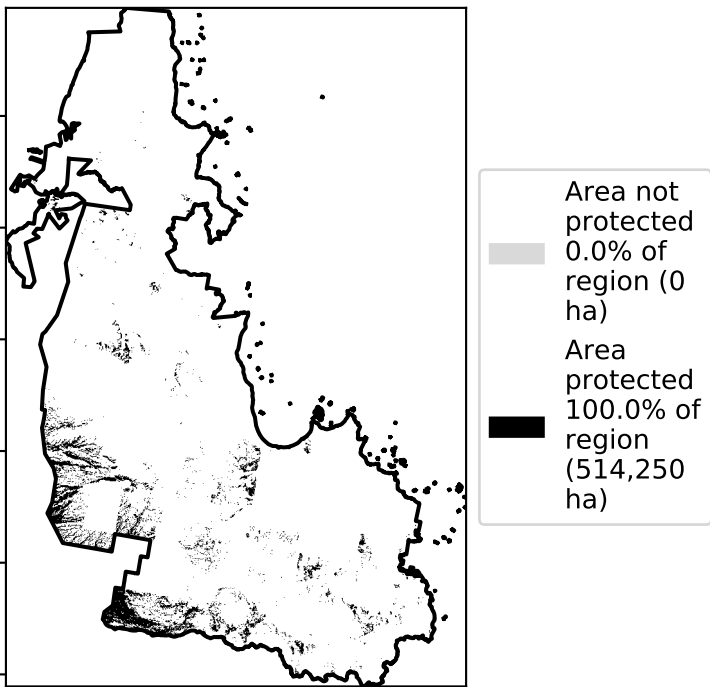 Area not
protected
0.0% of
region (0
ha)
Area
protected
100.0% of
region
(514,250
ha)